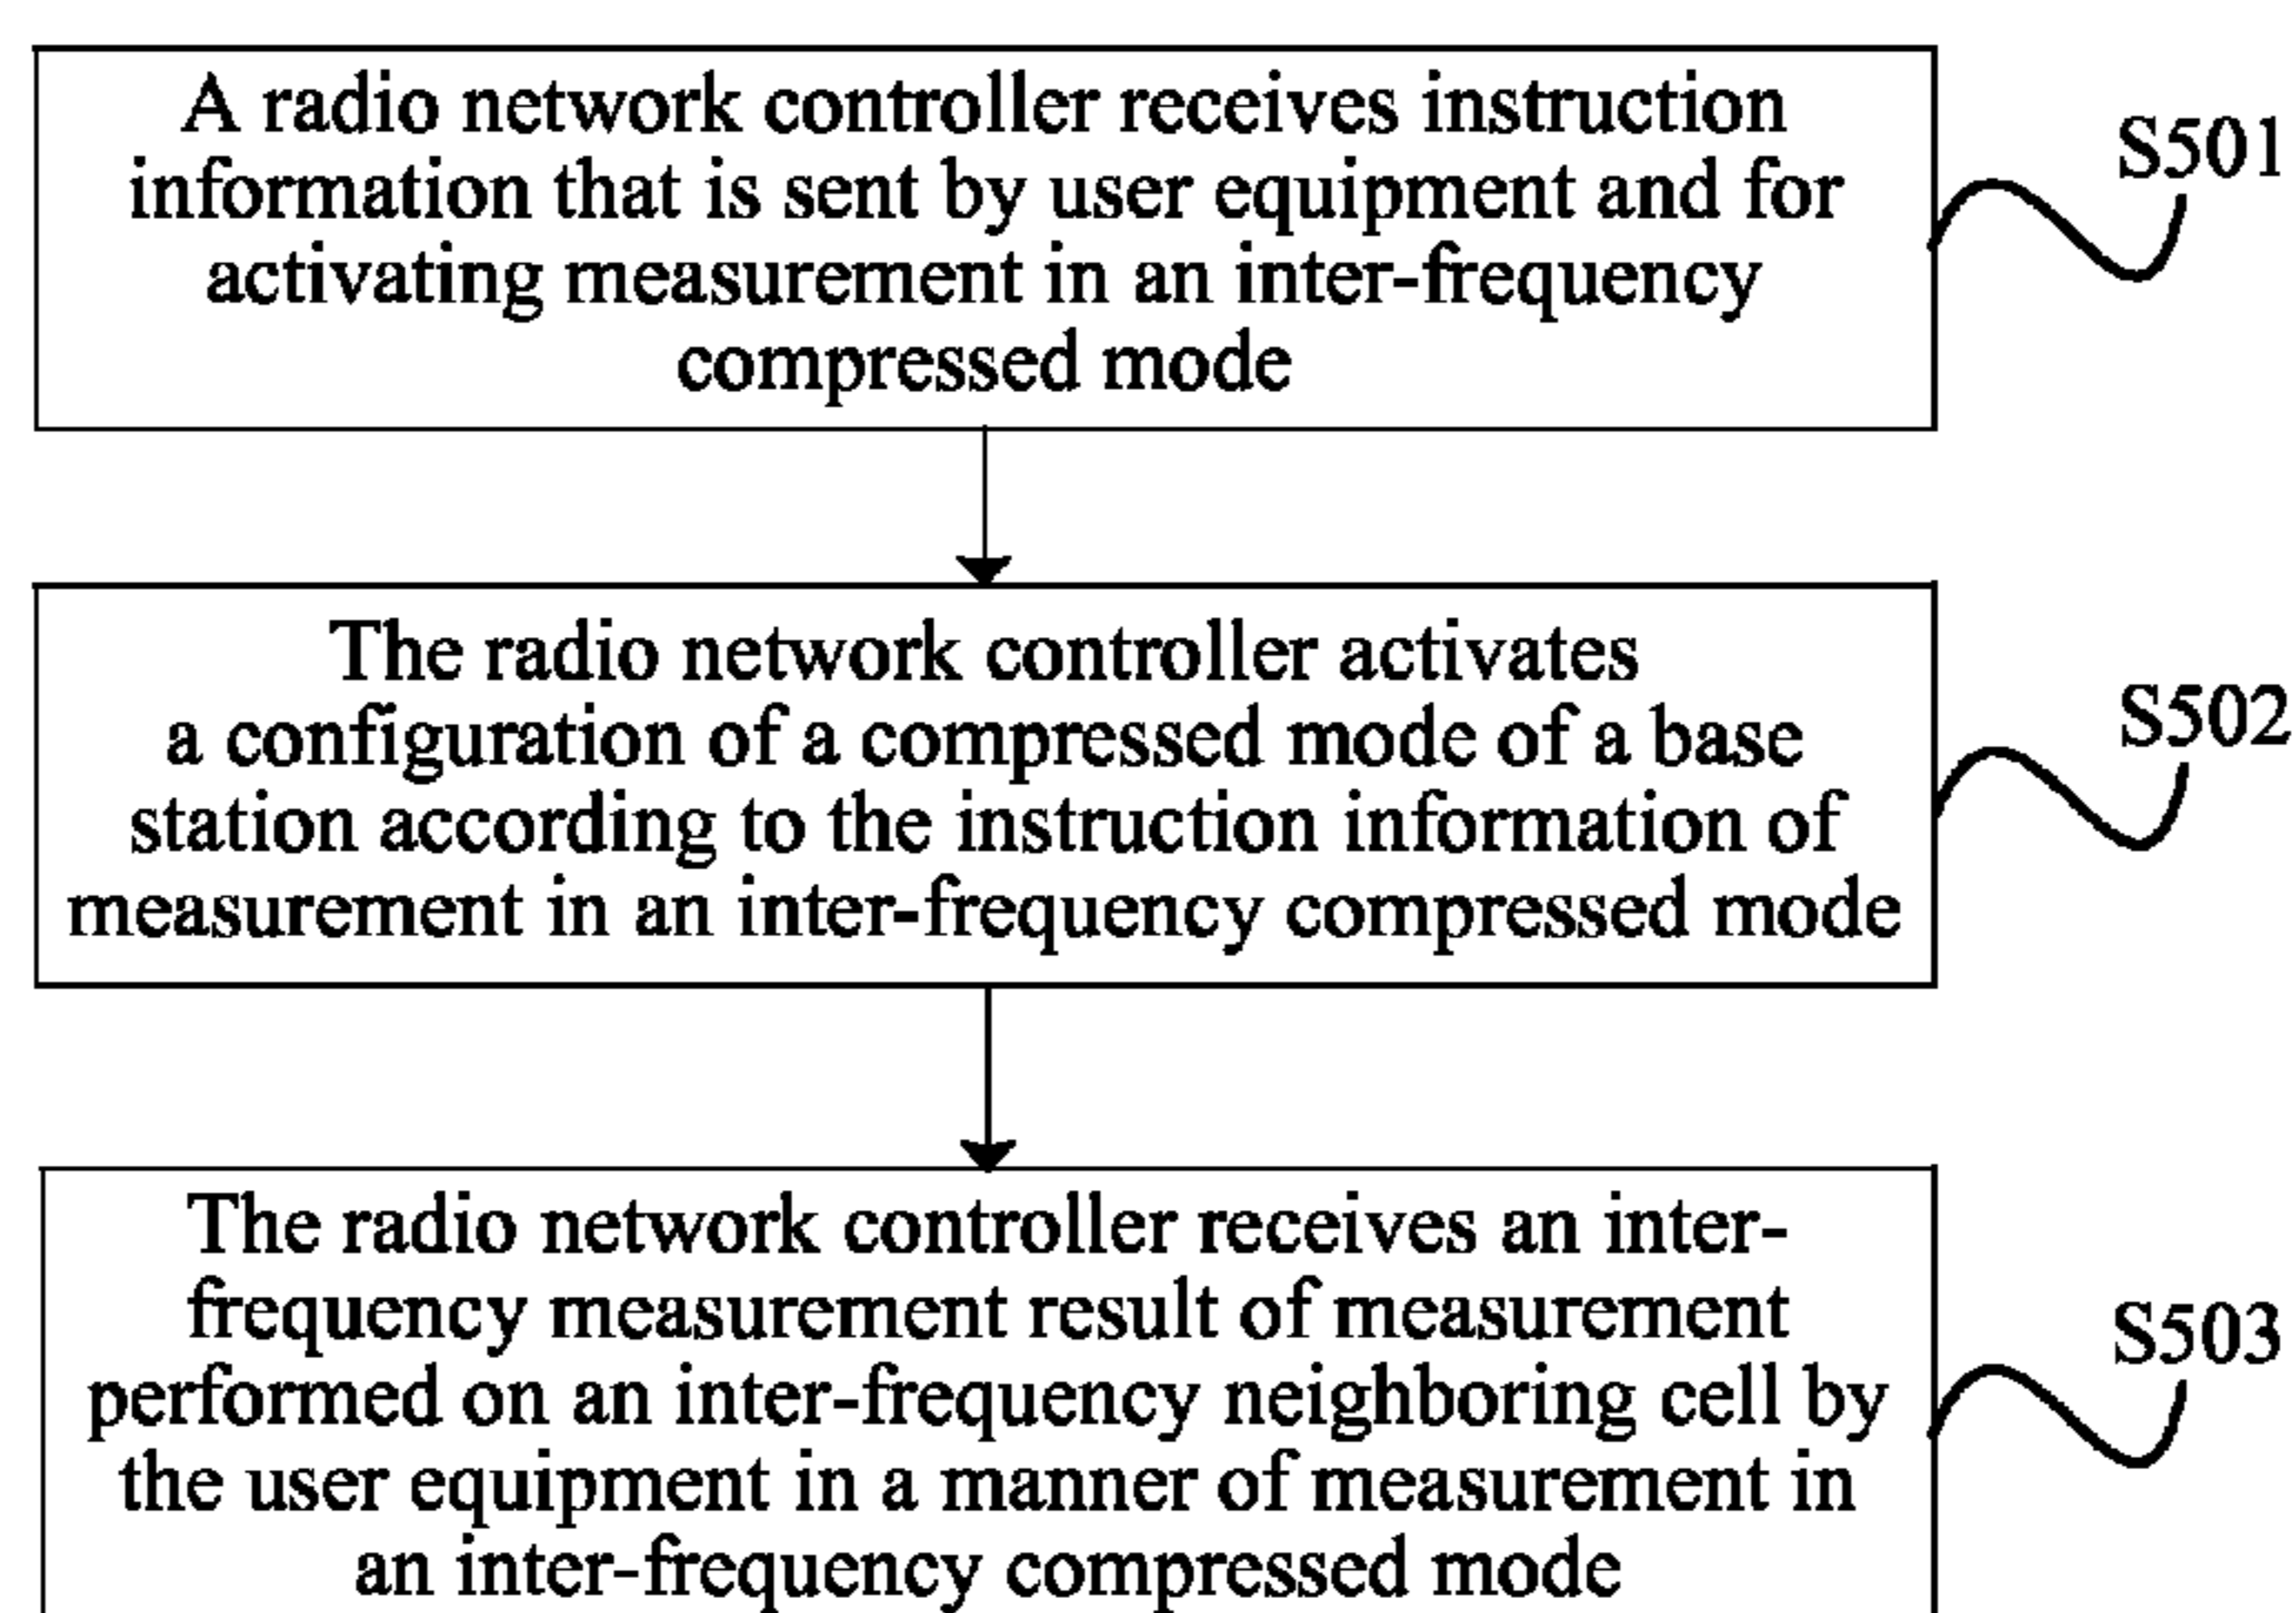 A radio network controller receives instruction
information that is sent by user equipment and for
activating measurement in an inter-frequency
compressed mode
S501
The radio network controller activates
a configuration of a compressed mode of a base
station according to the instruction information of
measurement in an inter-frequency compressed mode
S502
The radio network controller receives an inter-
frequency measurement result of measurement
performed on an inter-frequency neighboring cell by
the user equipment in a manner of measurement in
an inter-frequency compressed mode
S503